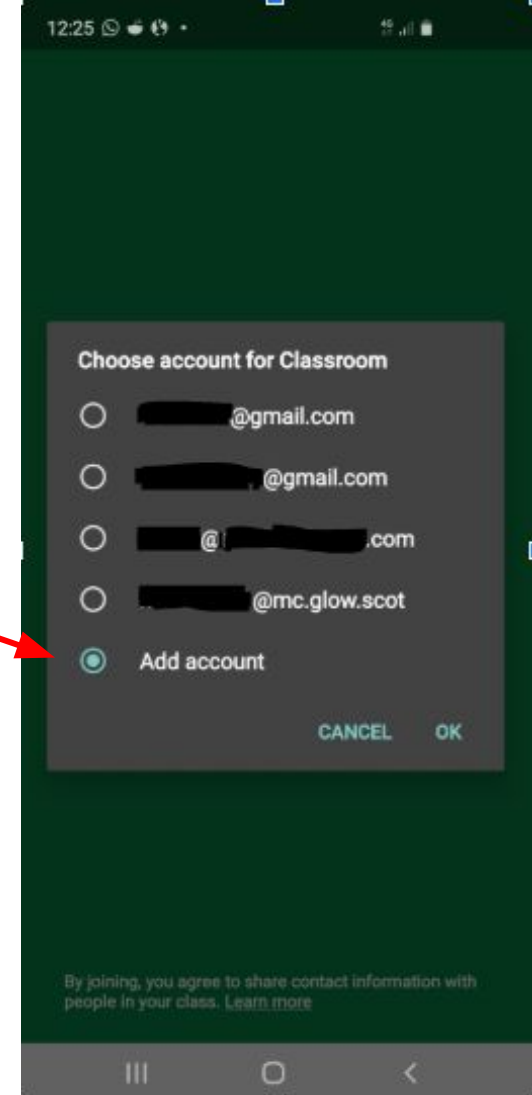 12:25
4G
Choose account for Classroom
@gmail.com
@gmail.com
@ .com
@mc.glow.scot
Add account
CANCEL OK
By joining, you agree to share contact information with
people in your class. Learn more